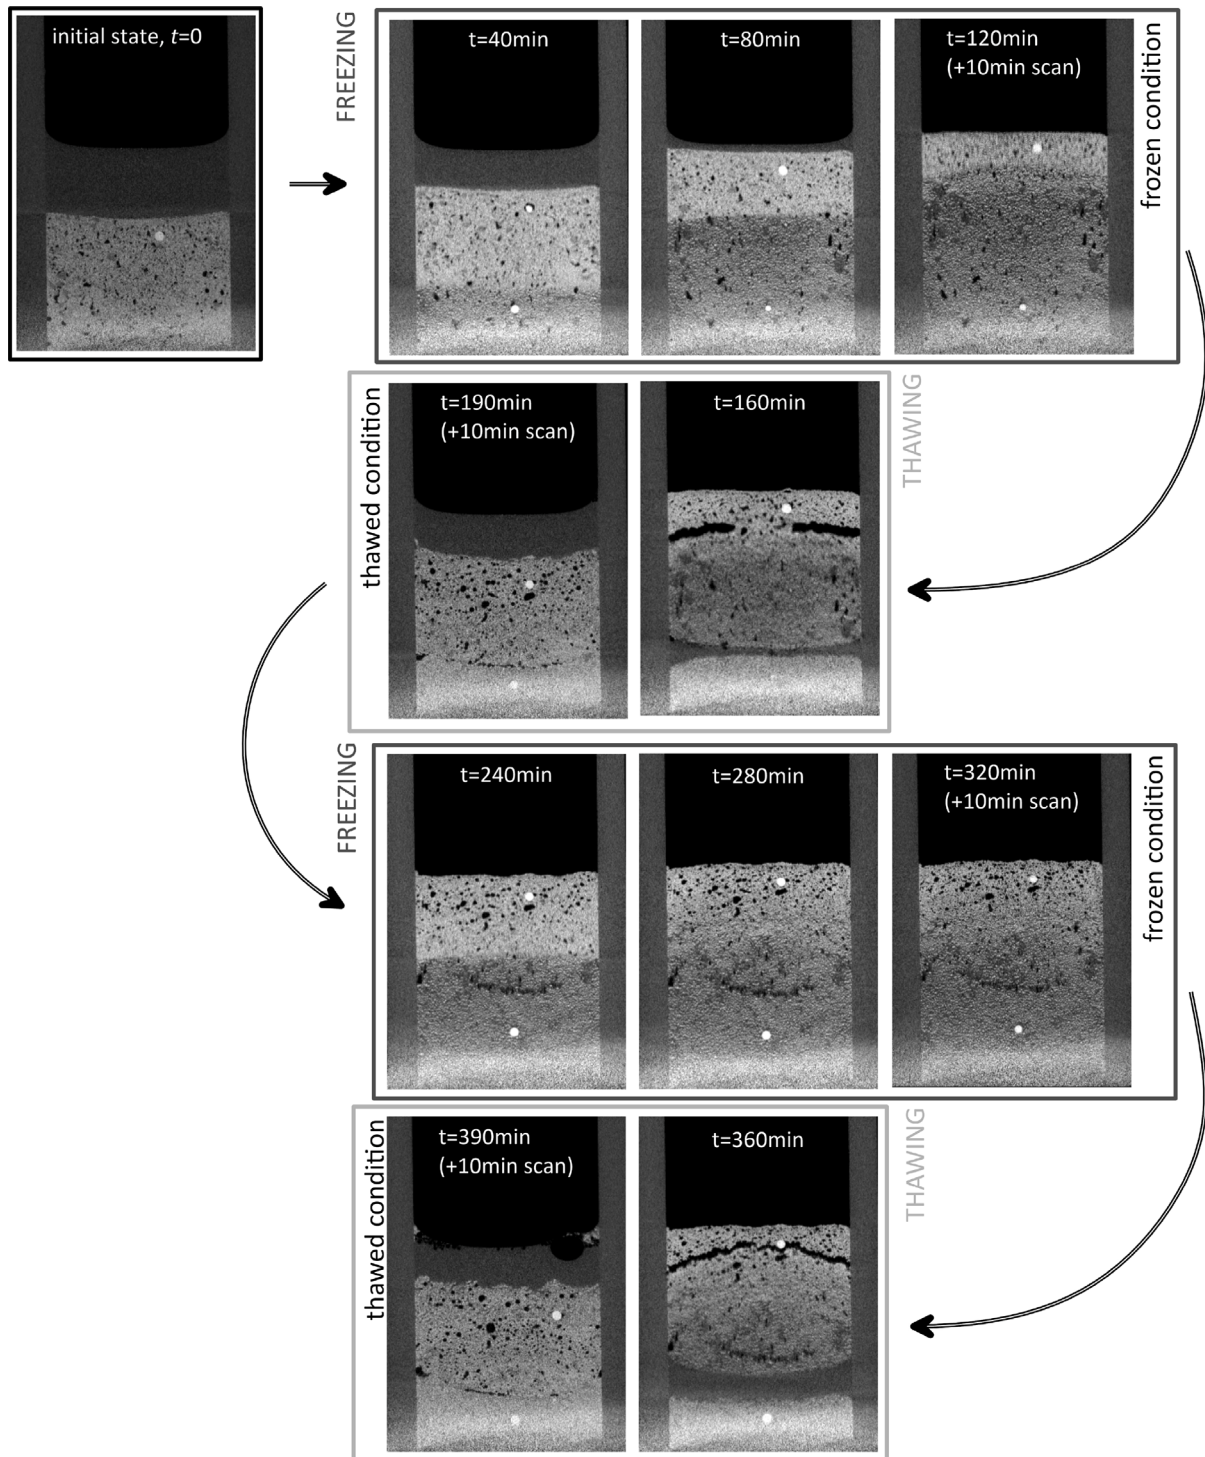 initial state, t=0
FREEZING
t=40min
t=80min
t=120min
(+10min scan)
frozen condition
thawed condition
t=190min
(+10min scan)
t=160min
THAWING
FREEZING
t=240min
t=280min
t=320min
(+10min scan)
frozen condition
thawed condition
t=390min
(+10min scan)
t=360min
THAWING